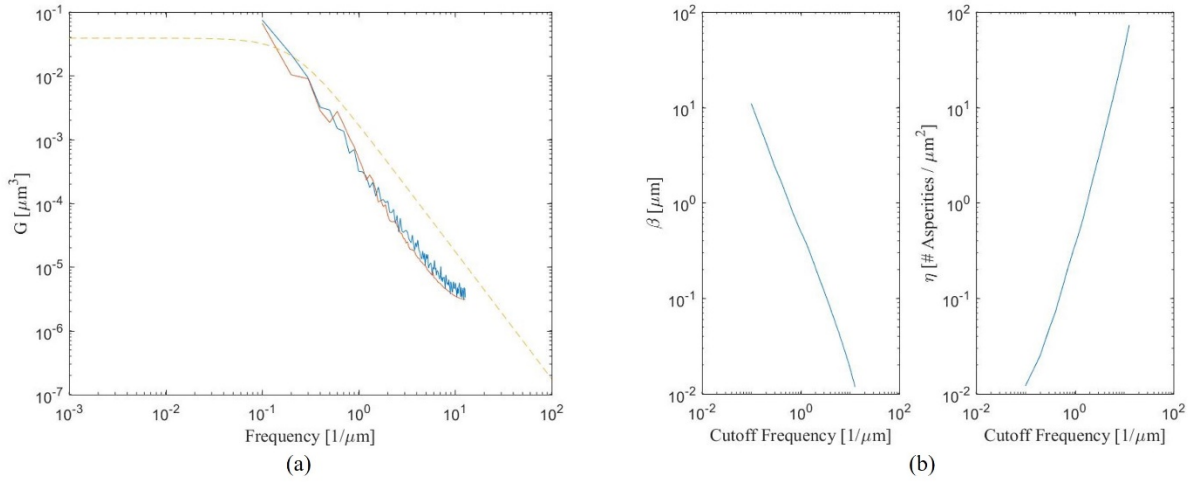 10^-1
10^-2
10^-3
10^-4
10^-5
10^-6
10^-7
G [μm^3]
10^-3 10^-2 10^-1 10^0 10^1 10^2
Frequency [1/μm]
(a)
10^2
10^1
10^0
10^-1
10^-2
β [μm]
10^-2 10^0 10^2
Cutoff Frequency [1/μm]
10^2
10^1
10^0
10^-1
10^-2
η [# Asperities / μm^2]
10^-2 10^0 10^2
Cutoff Frequency [1/μm]
(b)